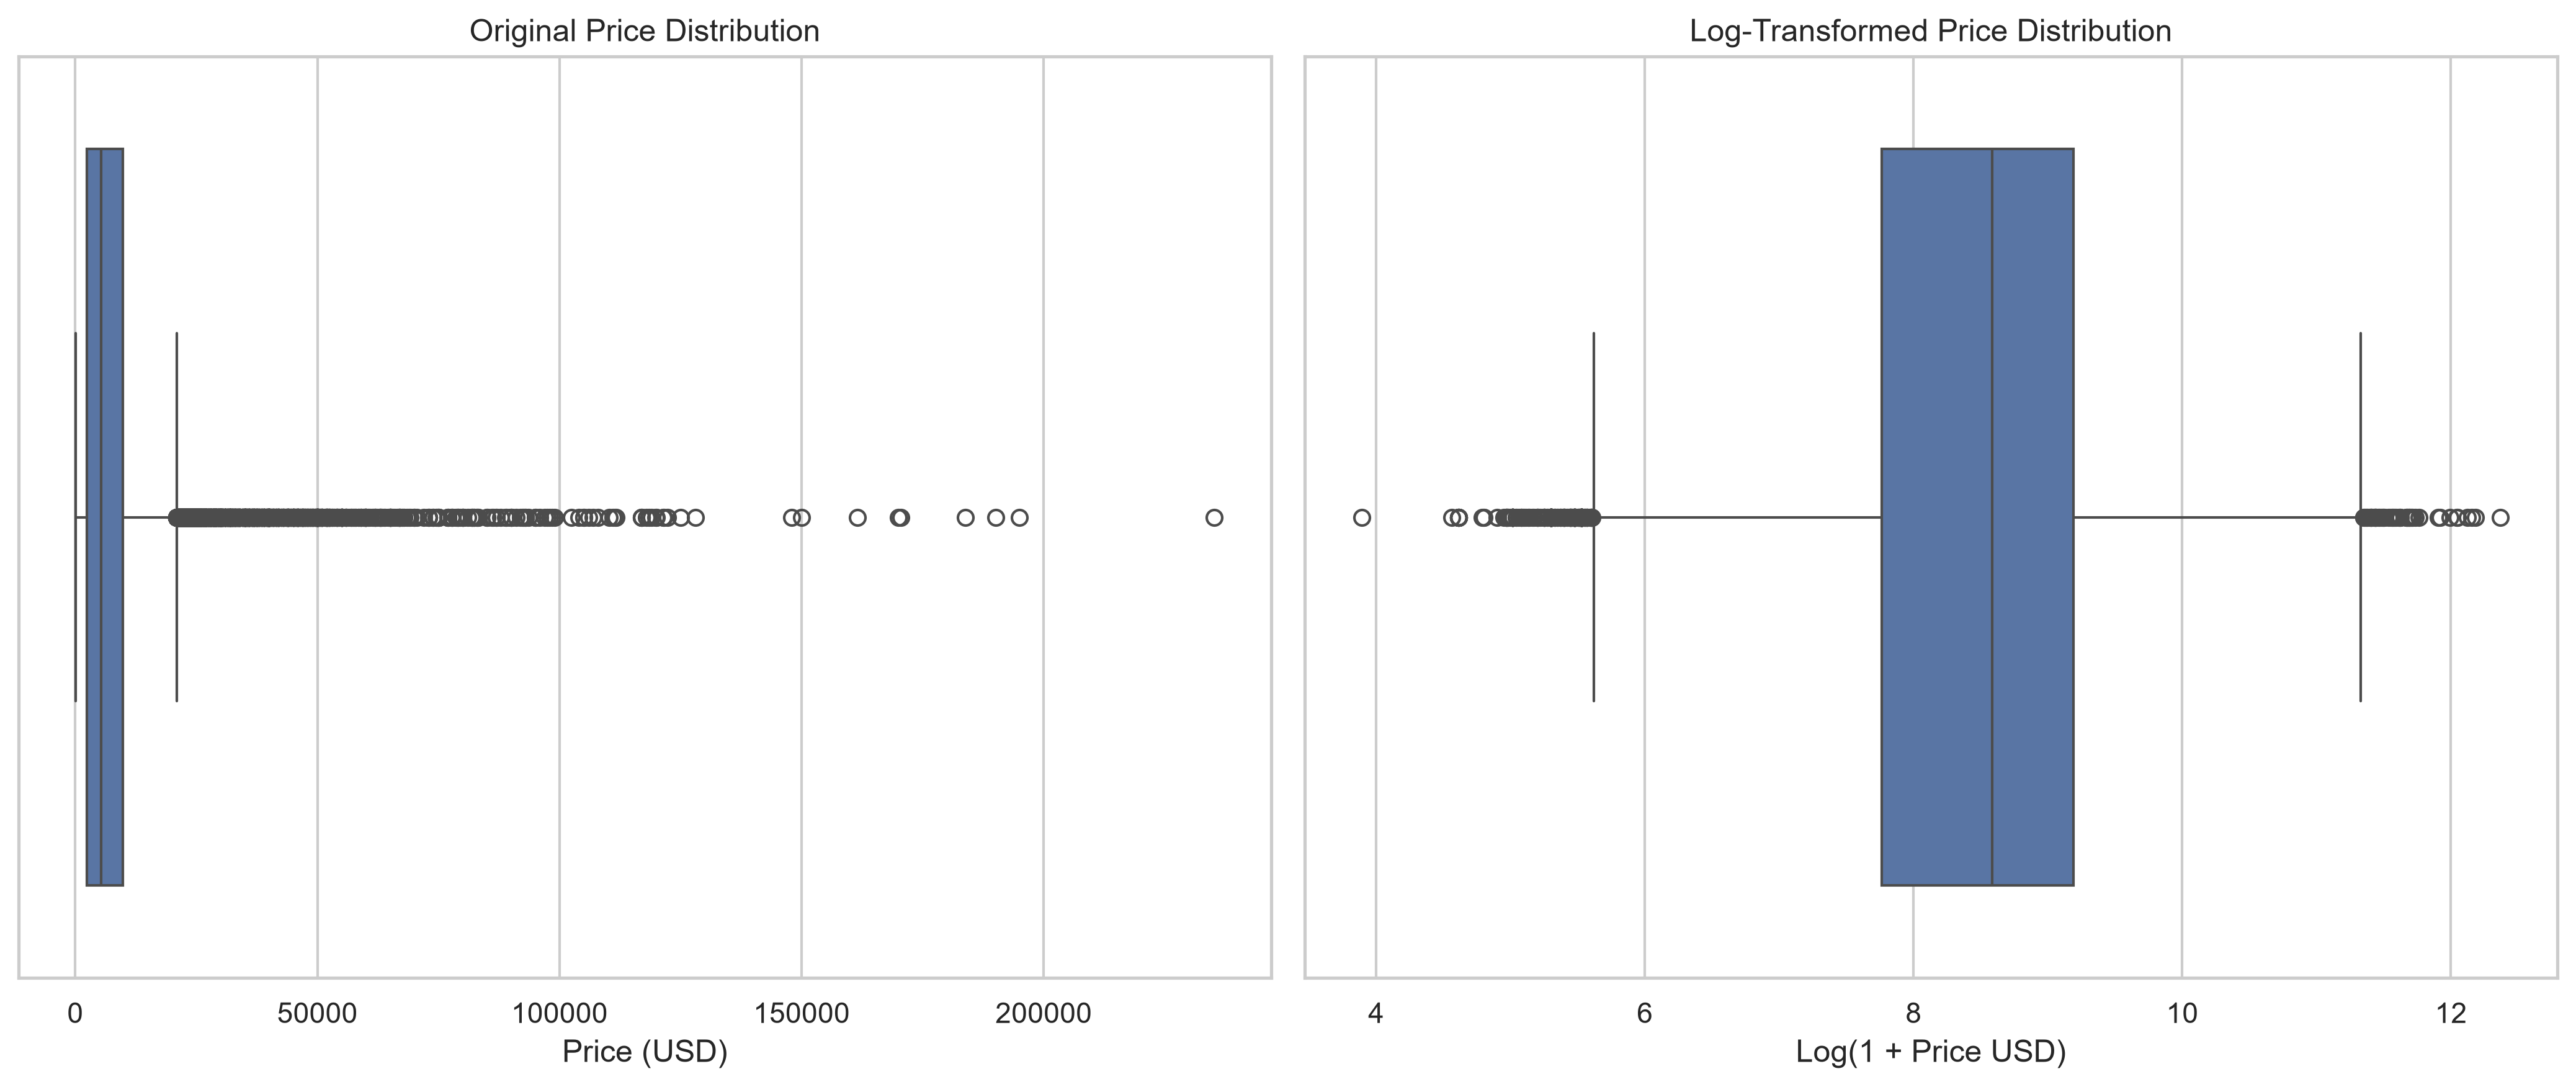 Original Price Distribution
0
50000
100000
150000
200000
Price (USD)
Log-Transformed Price Distribution
4
6
8
10
12
Log(1 + Price USD)